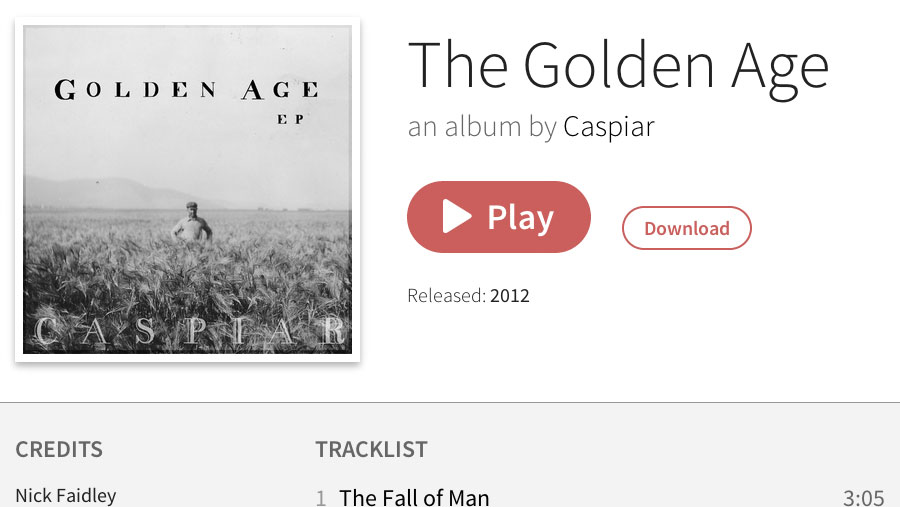 GOLDEN AGE
EP
CASPIAR
The Golden Age
an album by Caspiar
Play
Download
Released: 2012
CREDITS
Nick Faidley
TRACKLIST
1 The Fall of Man 3:05